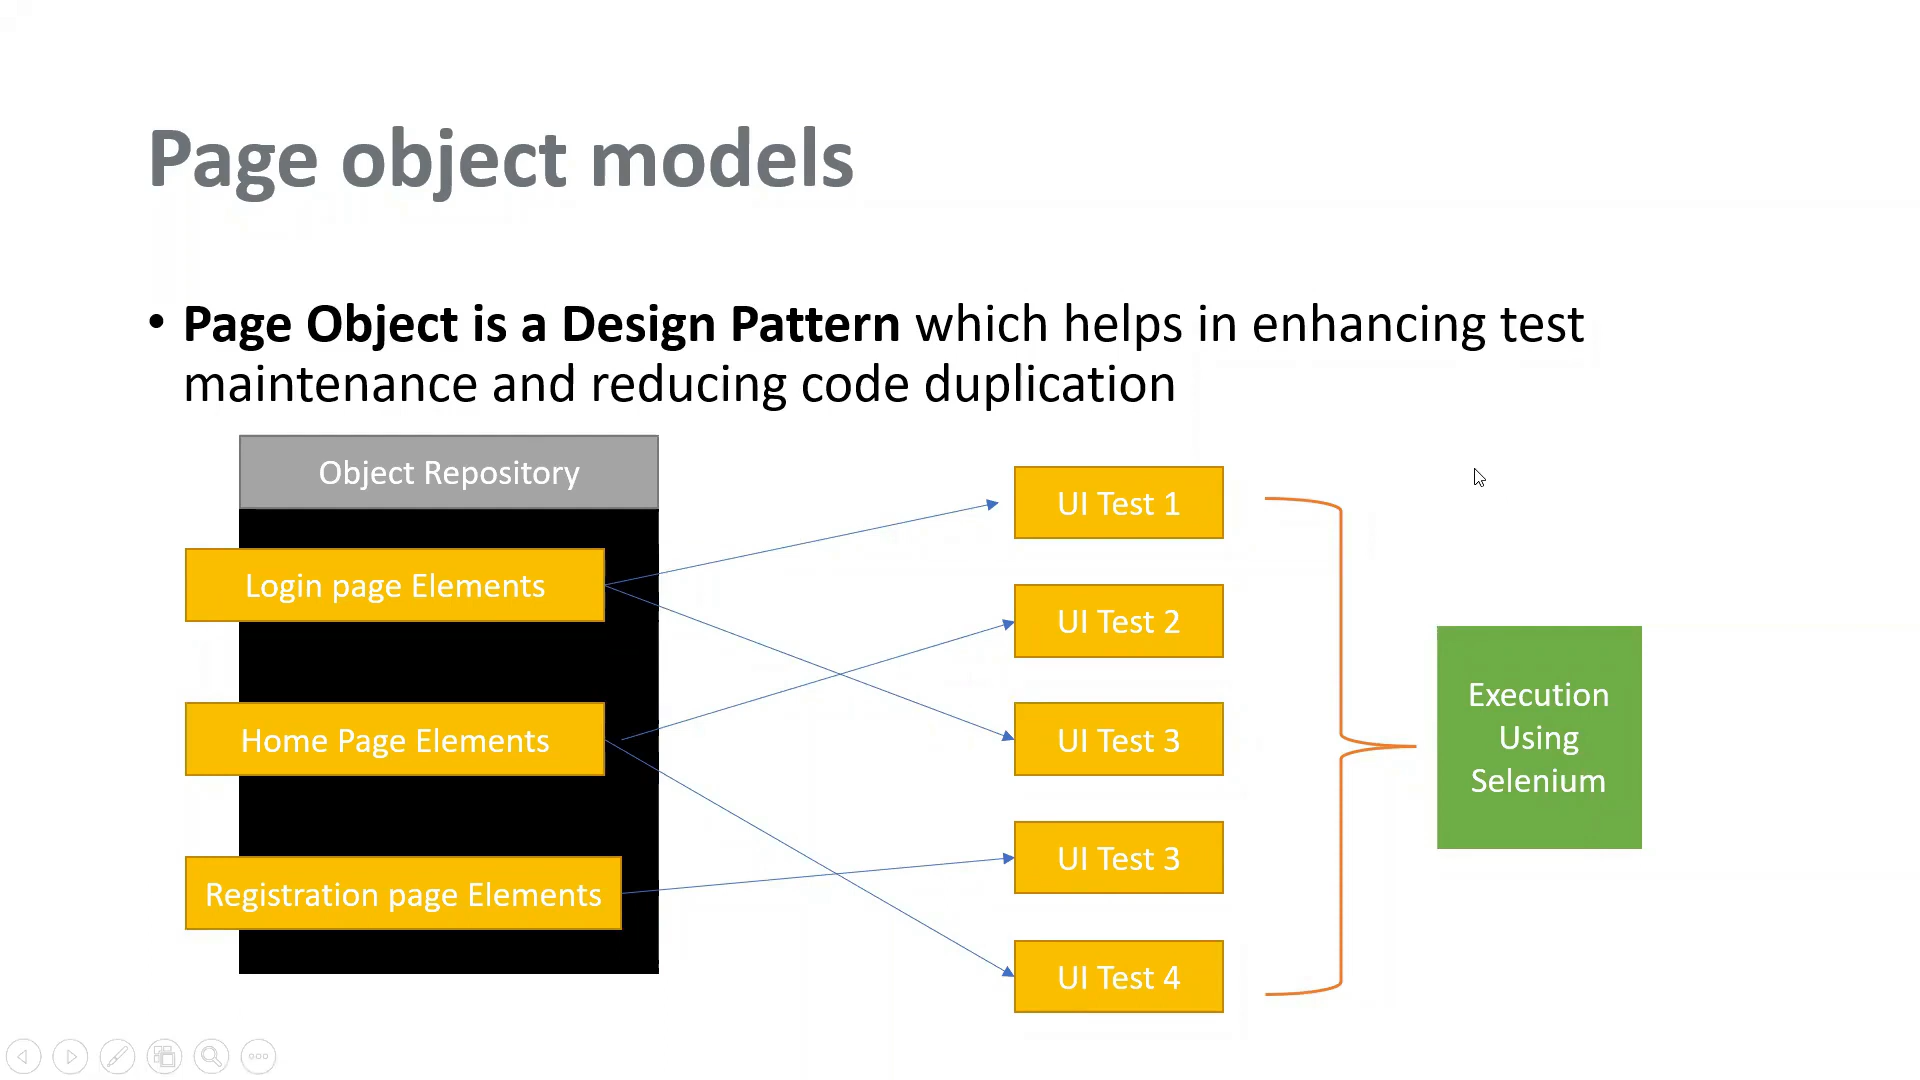 Page object models
• Page Object is a Design Pattern which helps in enhancing test
maintenance and reducing code duplication
Object Repository
Login page Elements
Home Page Elements
Registration page Elements
UI Test 1
UI Test 2
UI Test 3
UI Test 3
UI Test 4
Execution
Using
Selenium